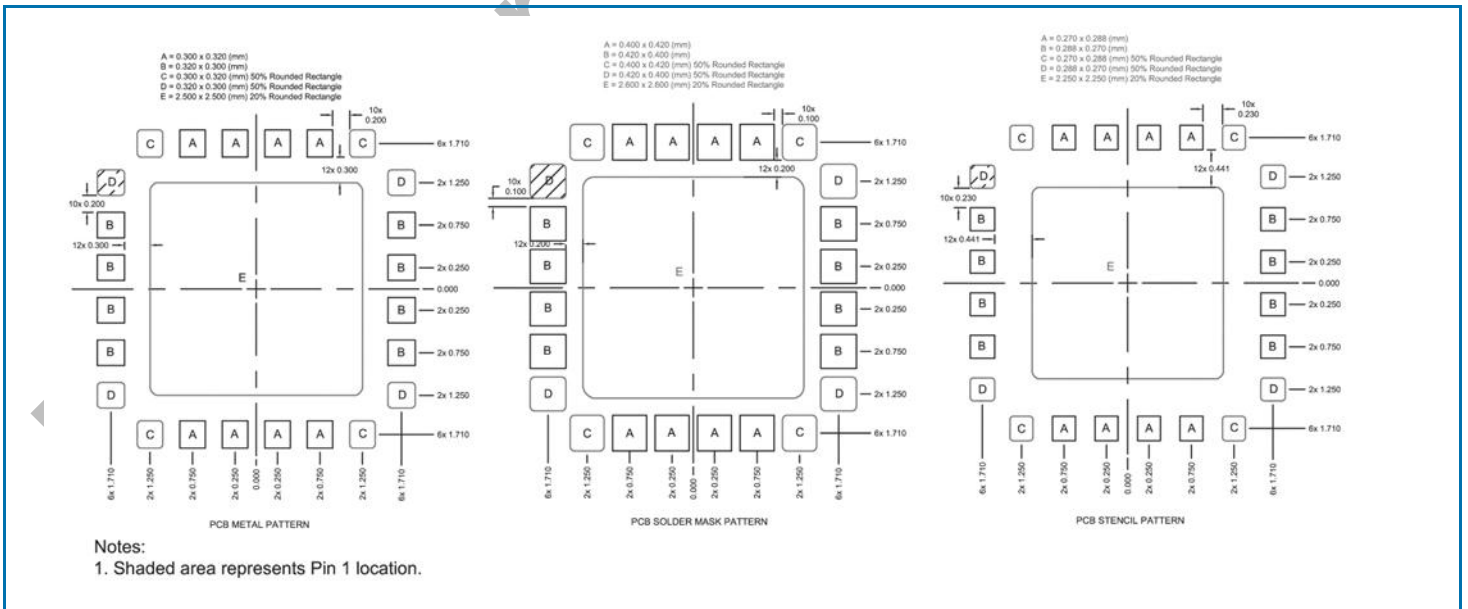 A = 0.300 x 0.320 (mm)
B = 0.320 x 0.300 (mm)
C = 0.300 x 0.320 (mm) 50% Rounded Rectangle
D = 0.320 x 0.300 (mm) 50% Rounded Rectangle
E = 2.500 x 2.500 (mm) 20% Rounded Rectangle
10x
0.200
C A A A A C 6x 1.710
12x 0.300
D D 2x 1.250
10x 0.200
B B 2x 0.750
12x 0.300
B B 2x 0.250
E
0.000
B B 2x 0.250
B B 2x 0.750
D D 2x 1.250
C A A A A C 6x 1.710
6x 1.710 2x 1.250 2x 0.750 2x 0.250 0.000 2x 0.250 2x 0.750 2x 1.250 6x 1.710
PCB METAL PATTERN
A = 0.400 x 0.420 (mm)
B = 0.420 x 0.400 (mm)
C = 0.400 x 0.420 (mm) 50% Rounded Rectangle
D = 0.420 x 0.400 (mm) 50% Rounded Rectangle
E = 2.600 x 2.600 (mm) 20% Rounded Rectangle
10x
0.100
C A A A A C 6x 1.710
12x 0.200
D D 2x 1.250
10x
0.100
B B 2x 0.750
12x 0.200
B B 2x 0.250
E
0.000
B B 2x 0.250
B B 2x 0.750
D D 2x 1.250
C A A A A C 6x 1.710
6x 1.710 2x 1.250 2x 0.750 2x 0.250 0.000 2x 0.250 2x 0.750 2x 1.250 6x 1.710
PCB SOLDER MASK PATTERN
A = 0.270 x 0.288 (mm)
B = 0.288 x 0.270 (mm)
C = 0.270 x 0.288 (mm) 50% Rounded Rectangle
D = 0.288 x 0.270 (mm) 50% Rounded Rectangle
E = 2.250 x 2.250 (mm) 20% Rounded Rectangle
10x
0.230
C A A A A C 6x 1.710
12x 0.441
D D 2x 1.250
10x 0.230
B B 2x 0.750
12x 0.441
B B 2x 0.250
E
0.000
B B 2x 0.250
B B 2x 0.750
D D 2x 1.250
C A A A A C 6x 1.710
6x 1.710 2x 1.250 2x 0.750 2x 0.250 0.000 2x 0.250 2x 0.750 2x 1.250 6x 1.710
PCB STENCIL PATTERN
Notes:
1. Shaded area represents Pin 1 location.